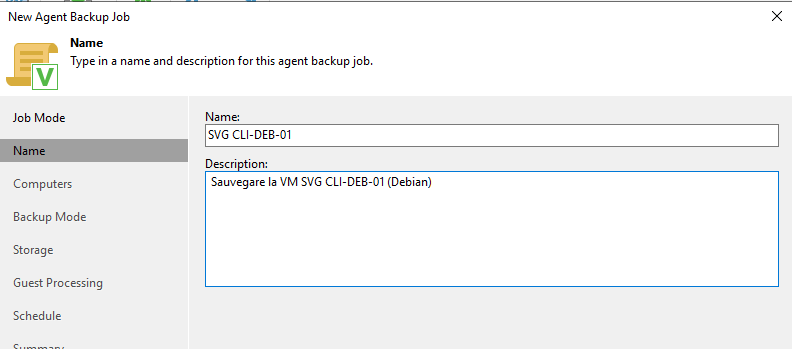 New Agent Backup Job
Name
Type in a name and description for this agent backup job.
Job Mode
Name
Computers
Backup Mode
Storage
Guest Processing
Schedule
Summary
Name:
SVG CLI-DEB-01
Description:
Sauvegare la VM SVG CLI-DEB-01 (Debian)